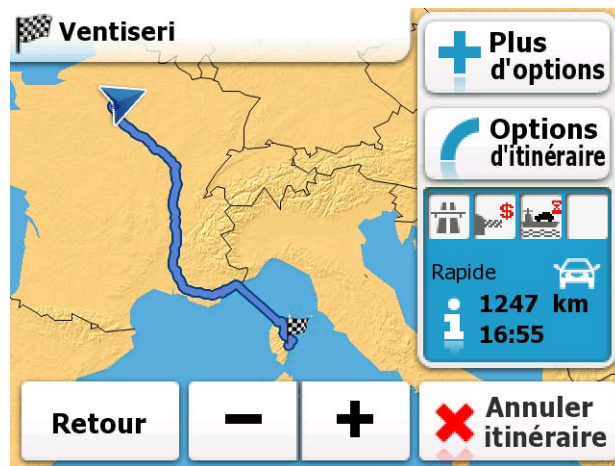 Ventiseri
Plus
d'options
Options
d'itinéraire
$
Rapide
1247 km
16:55
Retour
Annuler
itinéraire